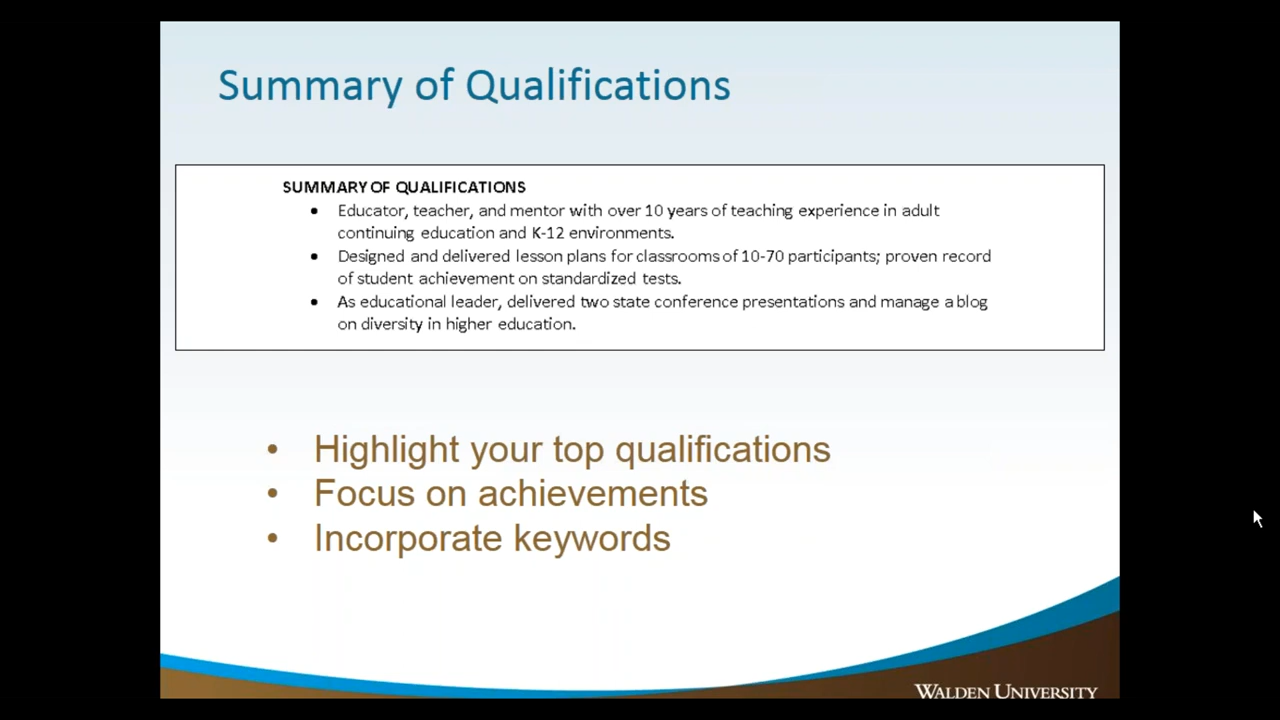 Summary of Qualifications
SUMMARY OF QUALIFICATIONS
• Educator, teacher, and mentor with over 10 years of teaching experience in adult
continuing education and K-12 environments.
• Designed and delivered lesson plans for classrooms of 10-70 participants; proven record
of student achievement on standardized tests.
• As educational leader, delivered two state conference presentations and manage a blog
on diversity in higher education.
• Highlight your top qualifications
• Focus on achievements
• Incorporate keywords
WALDEN UNIVERSITY